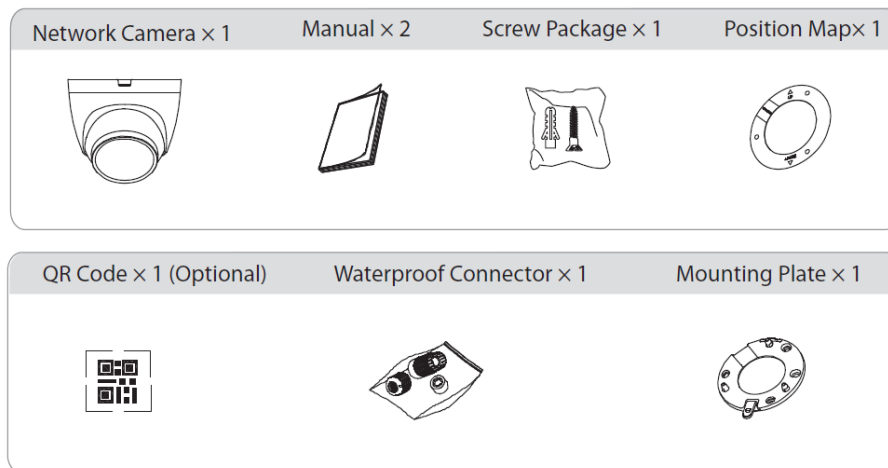 Network Camera × 1
Manual × 2
Screw Package × 1
Position Map× 1
QR Code × 1 (Optional)
Waterproof Connector × 1
Mounting Plate × 1